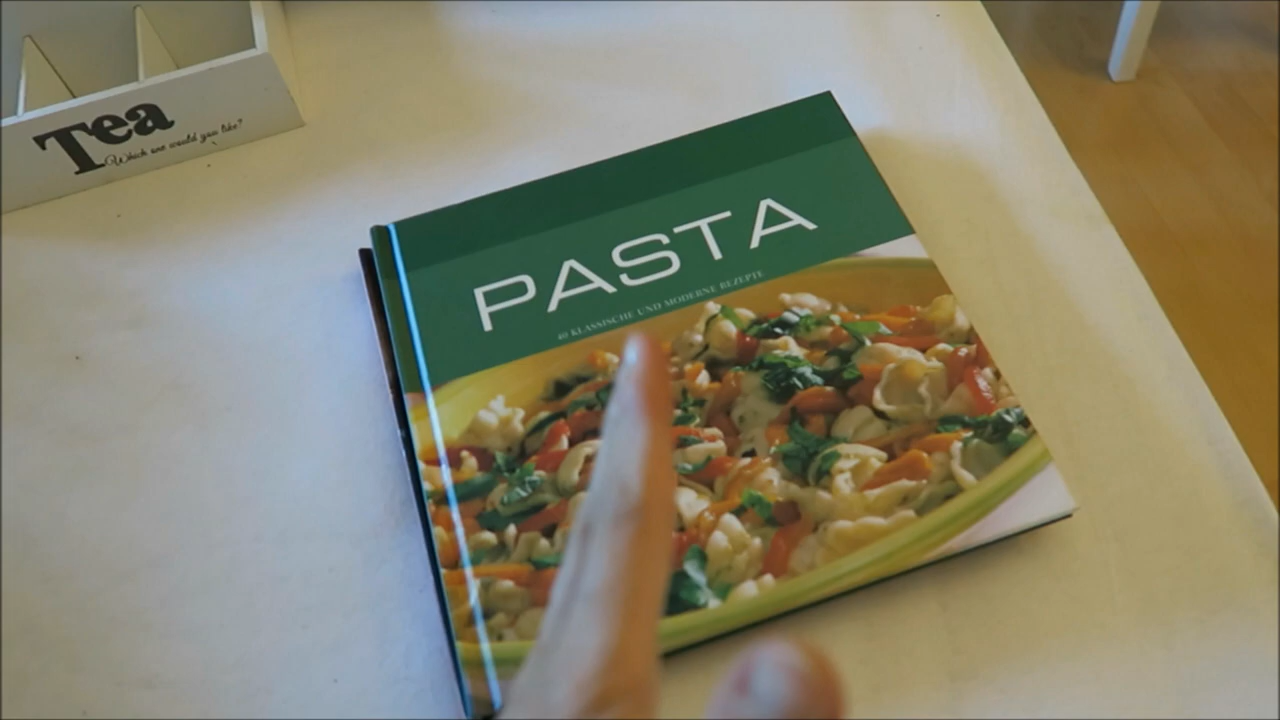 Tea
Which one would you like?
PASTA
40 KLASSISCHE UND MODERNE REZEPTE